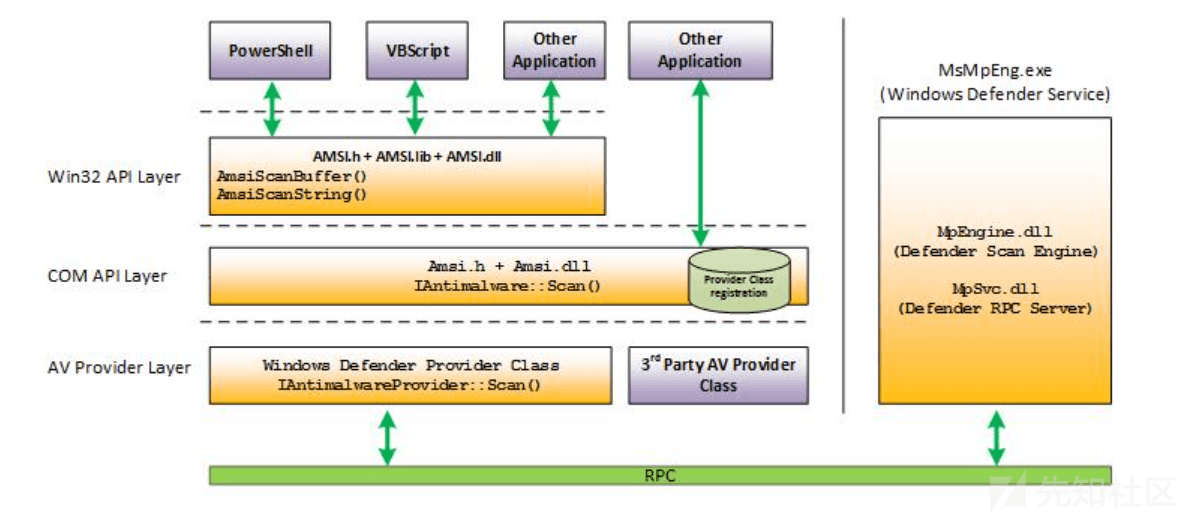 PowerShell
VBScript
Other
Application
Other
Application
MsMpEng.exe
(Windows Defender Service)
Win32 API Layer
AMSI.h + AMSI.lib + AMSI.dll
AmsiScanBuffer()
AmsiScanString()
COM API Layer
Amsi.h + Amsi.dll
IAntimalware::Scan()
Provider Class
registration
MpEngine.dll
(Defender Scan Engine)
MpSvc.dll
(Defender RPC Server)
AV Provider Layer
Windows Defender Provider Class
IAntimalwareProvider::Scan()
3rd Party AV Provider
Class
RPC
先知社区